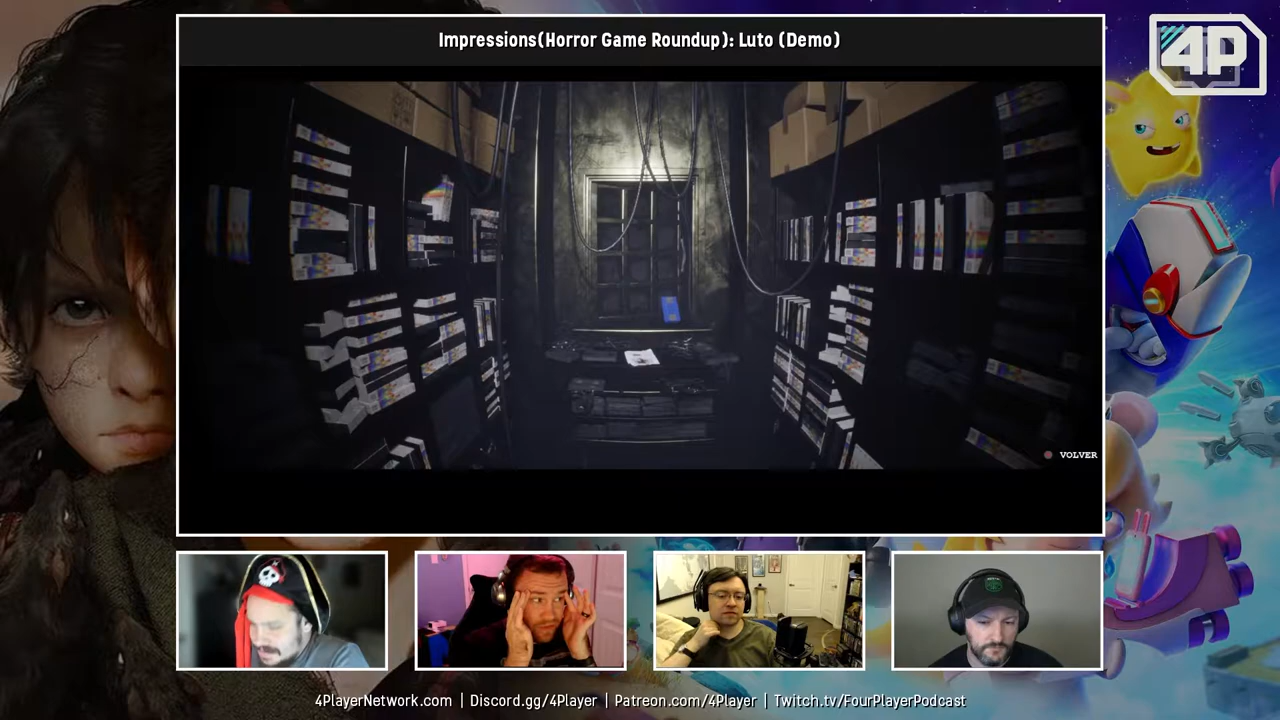 Impressions(Horror Game Roundup): Luto (Demo)
4P
VOLVER
4PlayerNetwork.com | Discord.gg/4Player | Patreon.com/4Player | Twitch.tv/FourPlayerPodcast